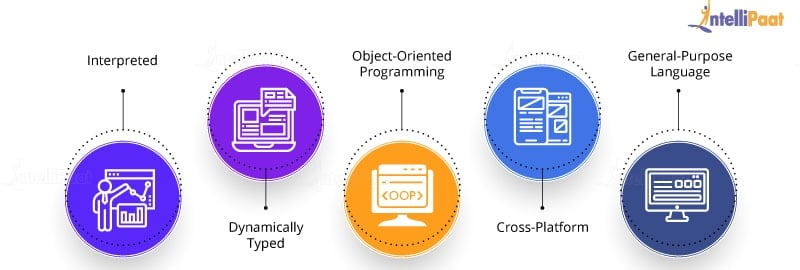 intelliPaat
Interpreted
Dynamically
Typed
Object-Oriented
Programming
<OOP>
Cross-Platform
General-Purpose
Language